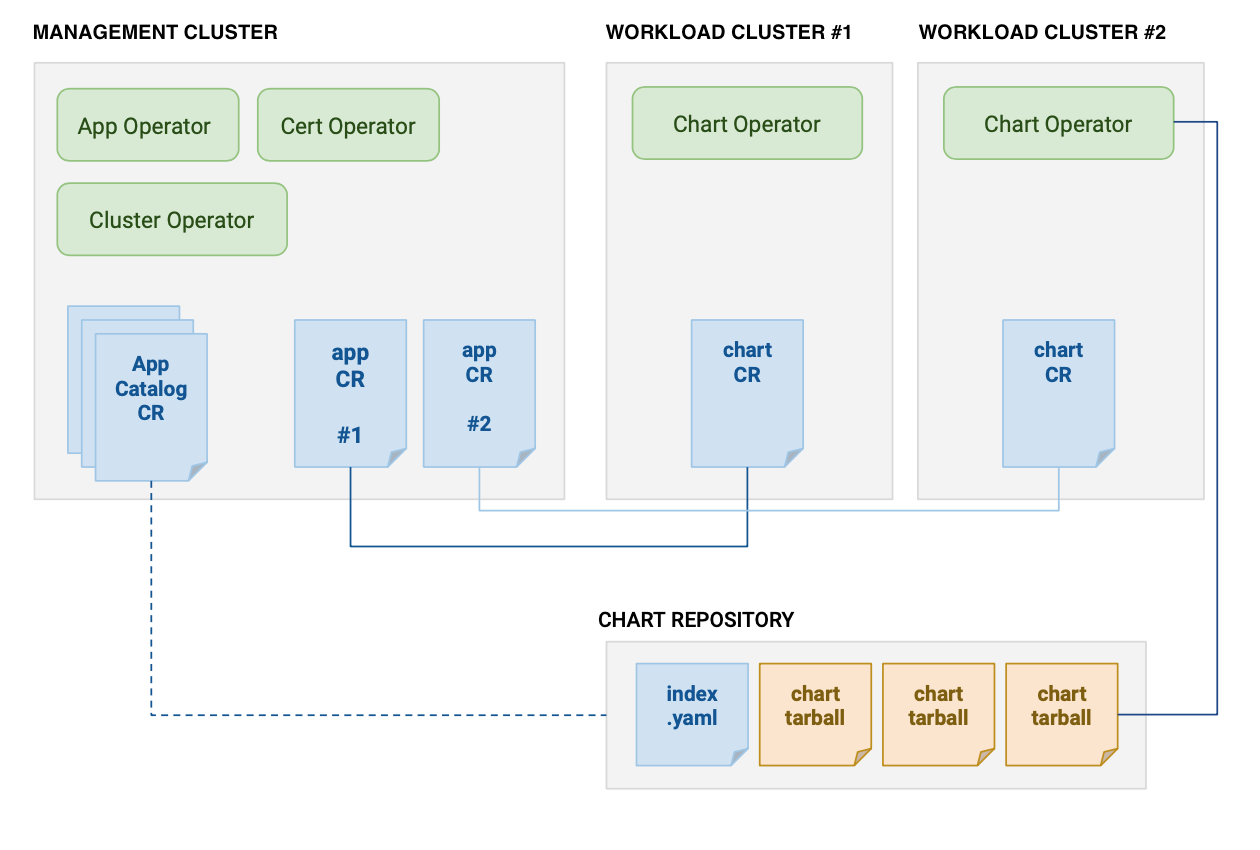 MANAGEMENT CLUSTER
WORKLOAD CLUSTER #1
WORKLOAD CLUSTER #2
App Operator
Cert Operator
Cluster Operator
Chart Operator
Chart Operator
App
Catalog
CR
app
CR
#1
app
CR
#2
chart
CR
chart
CR
CHART REPOSITORY
index
.yaml
chart
tarball
chart
tarball
chart
tarball